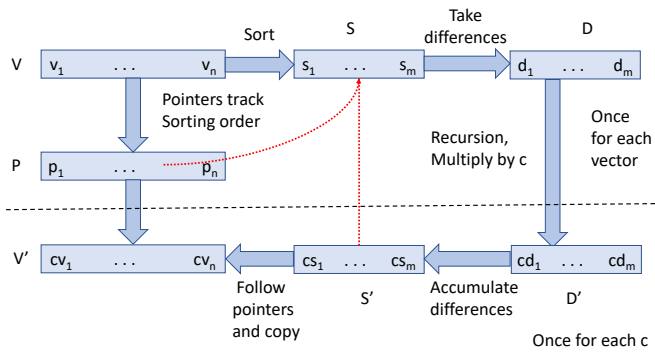 Sort
S
Take
differences
D
V
v1 . . . vn
s1 . . . sm
d1 . . . dm
Pointers track
Sorting order
Recursion,
Multiply by c
Once
for each
vector
P
p1 . . . pn
V'
cv1 . . . cvn
cs1 . . . csm
cd1 . . . cdm
Follow
pointers
and copy
S'
Accumulate
differences
D'
Once for each c